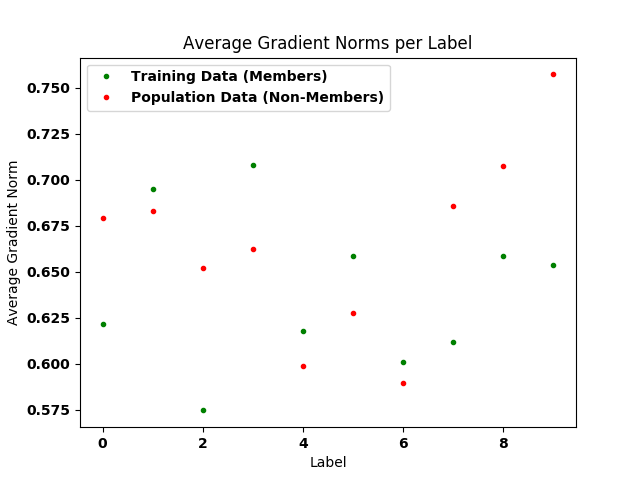 Average Gradient Norms per Label
Training Data (Members)
Population Data (Non-Members)
Average Gradient Norm
0.750
0.725
0.700
0.675
0.650
0.625
0.600
0.575
0 2 4 6 8
Label